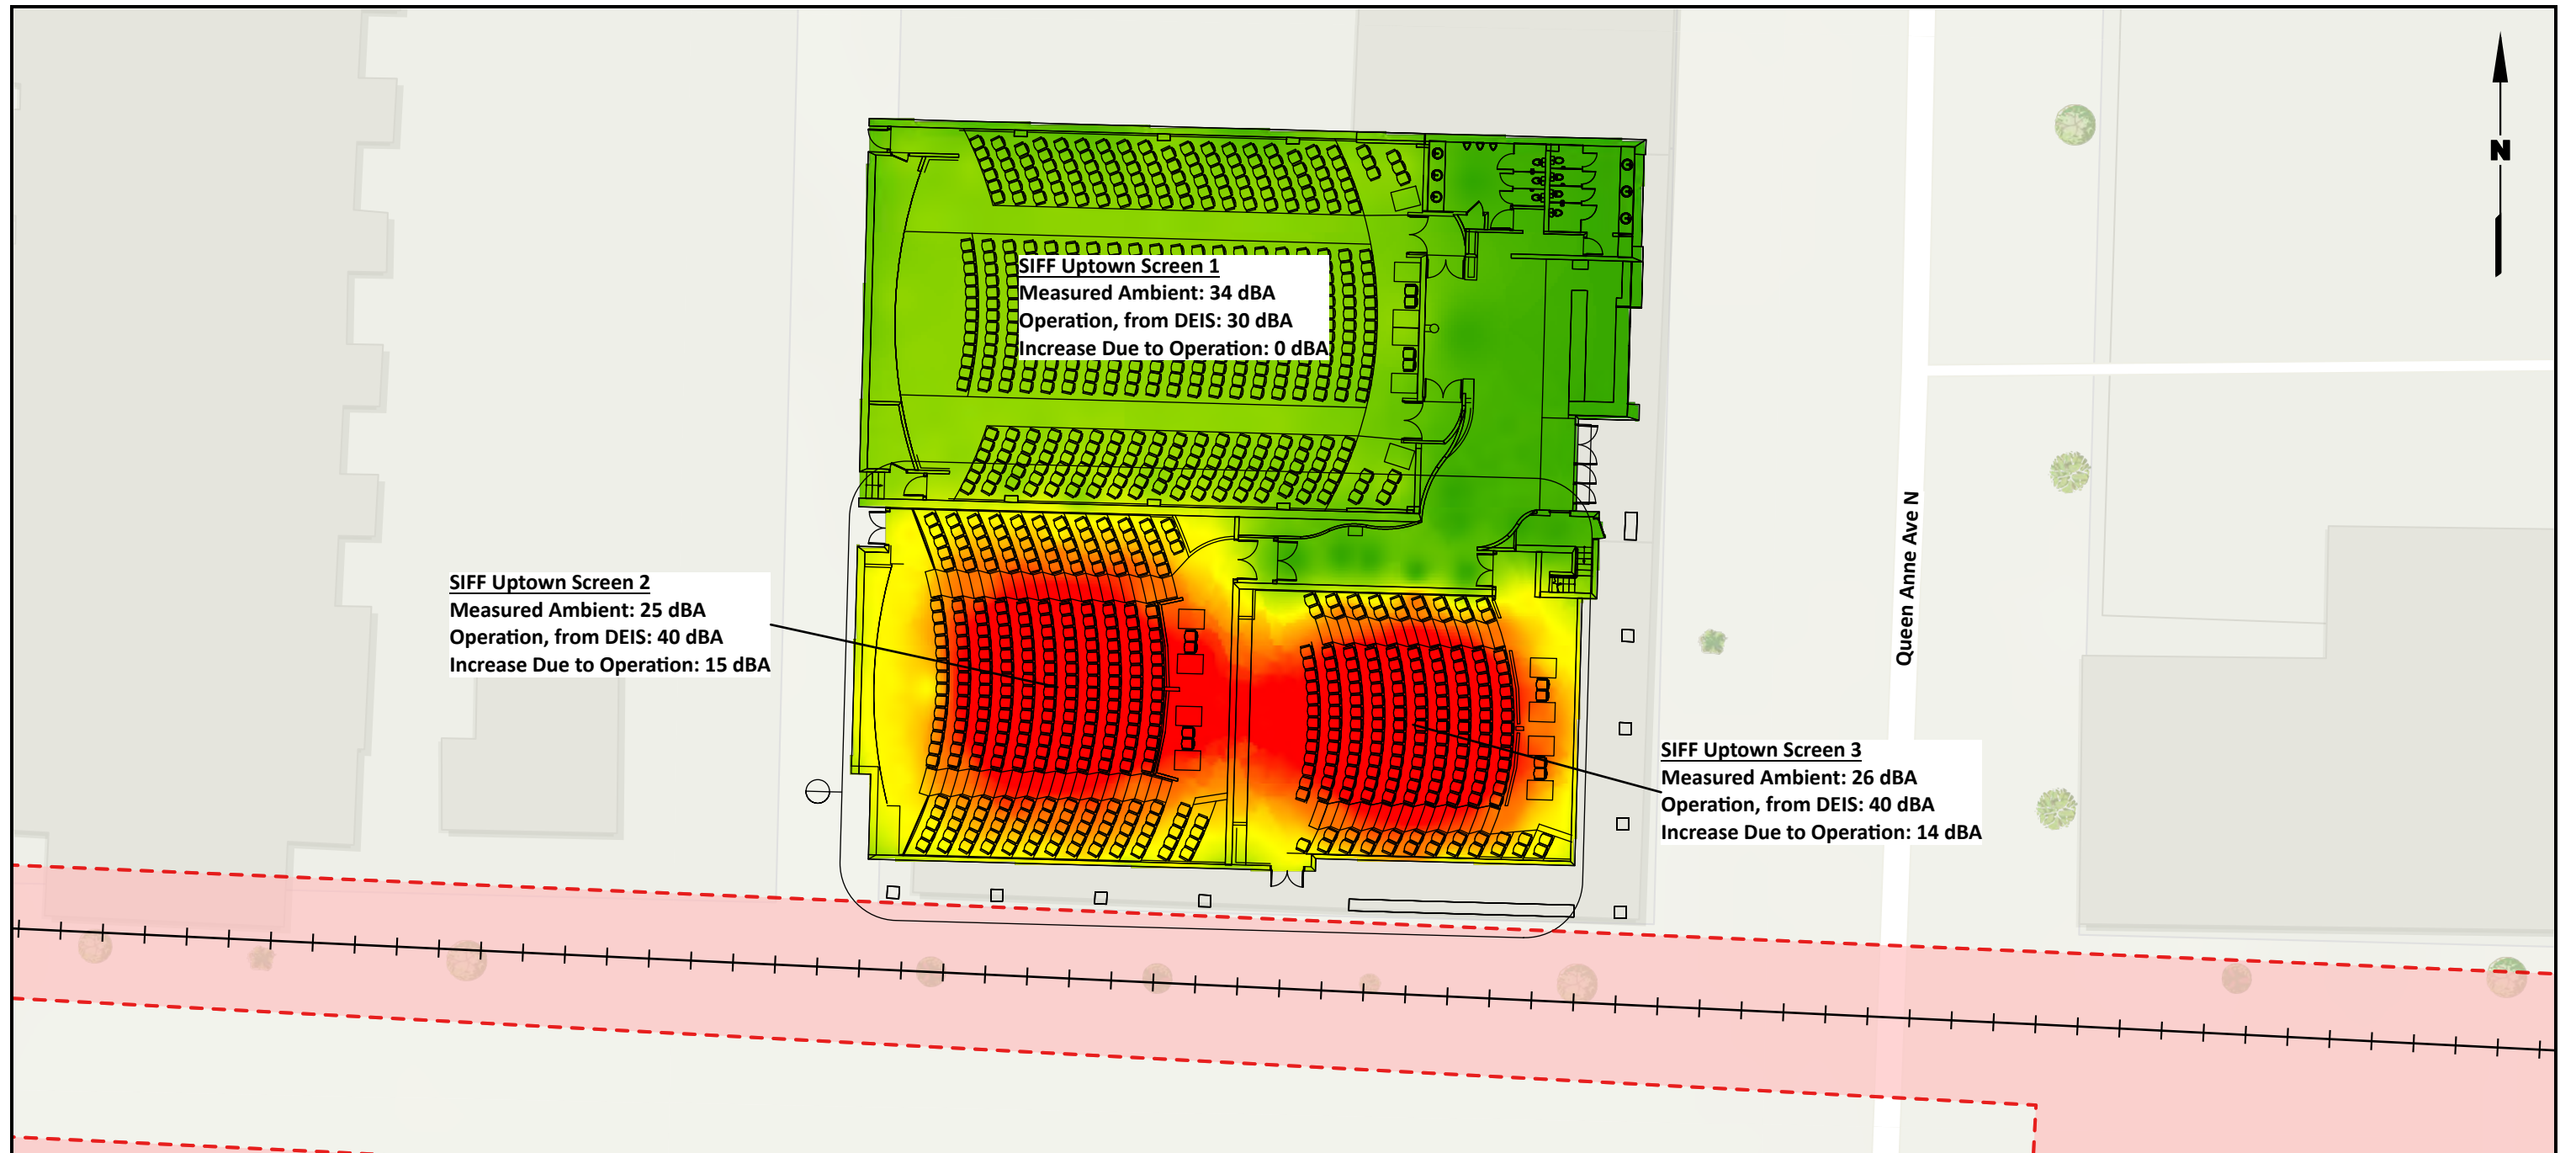 N
SIFF Uptown Screen 1
Measured Ambient: 34 dBA
Operation, from DEIS: 30 dBA
Increase Due to Operation: 0 dBA
SIFF Uptown Screen 2
Measured Ambient: 25 dBA
Operation, from DEIS: 40 dBA
Increase Due to Operation: 15 dBA
Queen Anne Ave N
SIFF Uptown Screen 3
Measured Ambient: 26 dBA
Operation, from DEIS: 40 dBA
Increase Due to Operation: 14 dBA